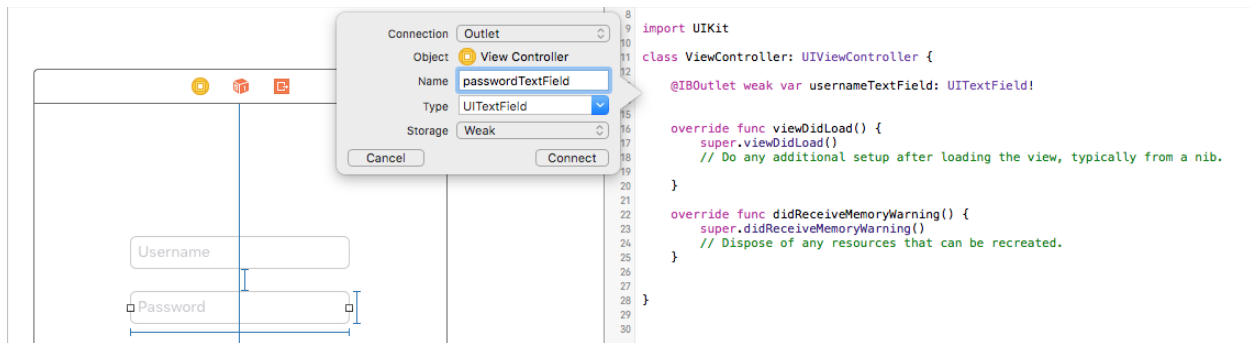 Connection Outlet
Object View Controller
Name passwordTextField
Type UITextField
Storage Weak
Cancel Connect
Username
Password
8
9 import UIKit
10
11 class ViewController: UIViewController {
12
@IBOutlet weak var usernameTextField: UITextField!
15
16 override func viewDidLoad() {
17 super.viewDidLoad()
18 // Do any additional setup after loading the view, typically from a nib.
19
20 }
21
22 override func didReceiveMemoryWarning() {
23 super.didReceiveMemoryWarning()
24 // Dispose of any resources that can be recreated.
25 }
26
27
28 }
29
30